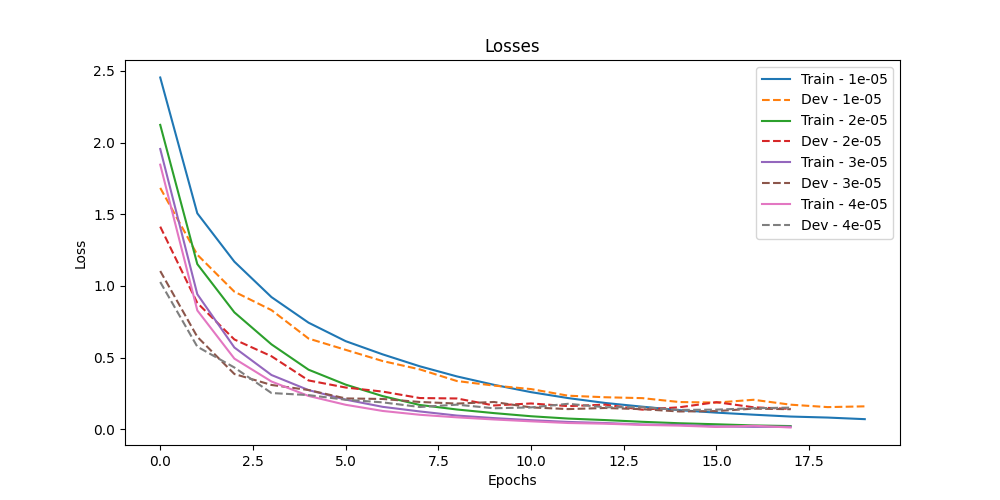 Losses
2.5
2.0
1.5
1.0
0.5
0.0
Loss
0.0 2.5 5.0 7.5 10.0 12.5 15.0 17.5
Epochs
Train - 1e-05
Dev - 1e-05
Train - 2e-05
Dev - 2e-05
Train - 3e-05
Dev - 3e-05
Train - 4e-05
Dev - 4e-05